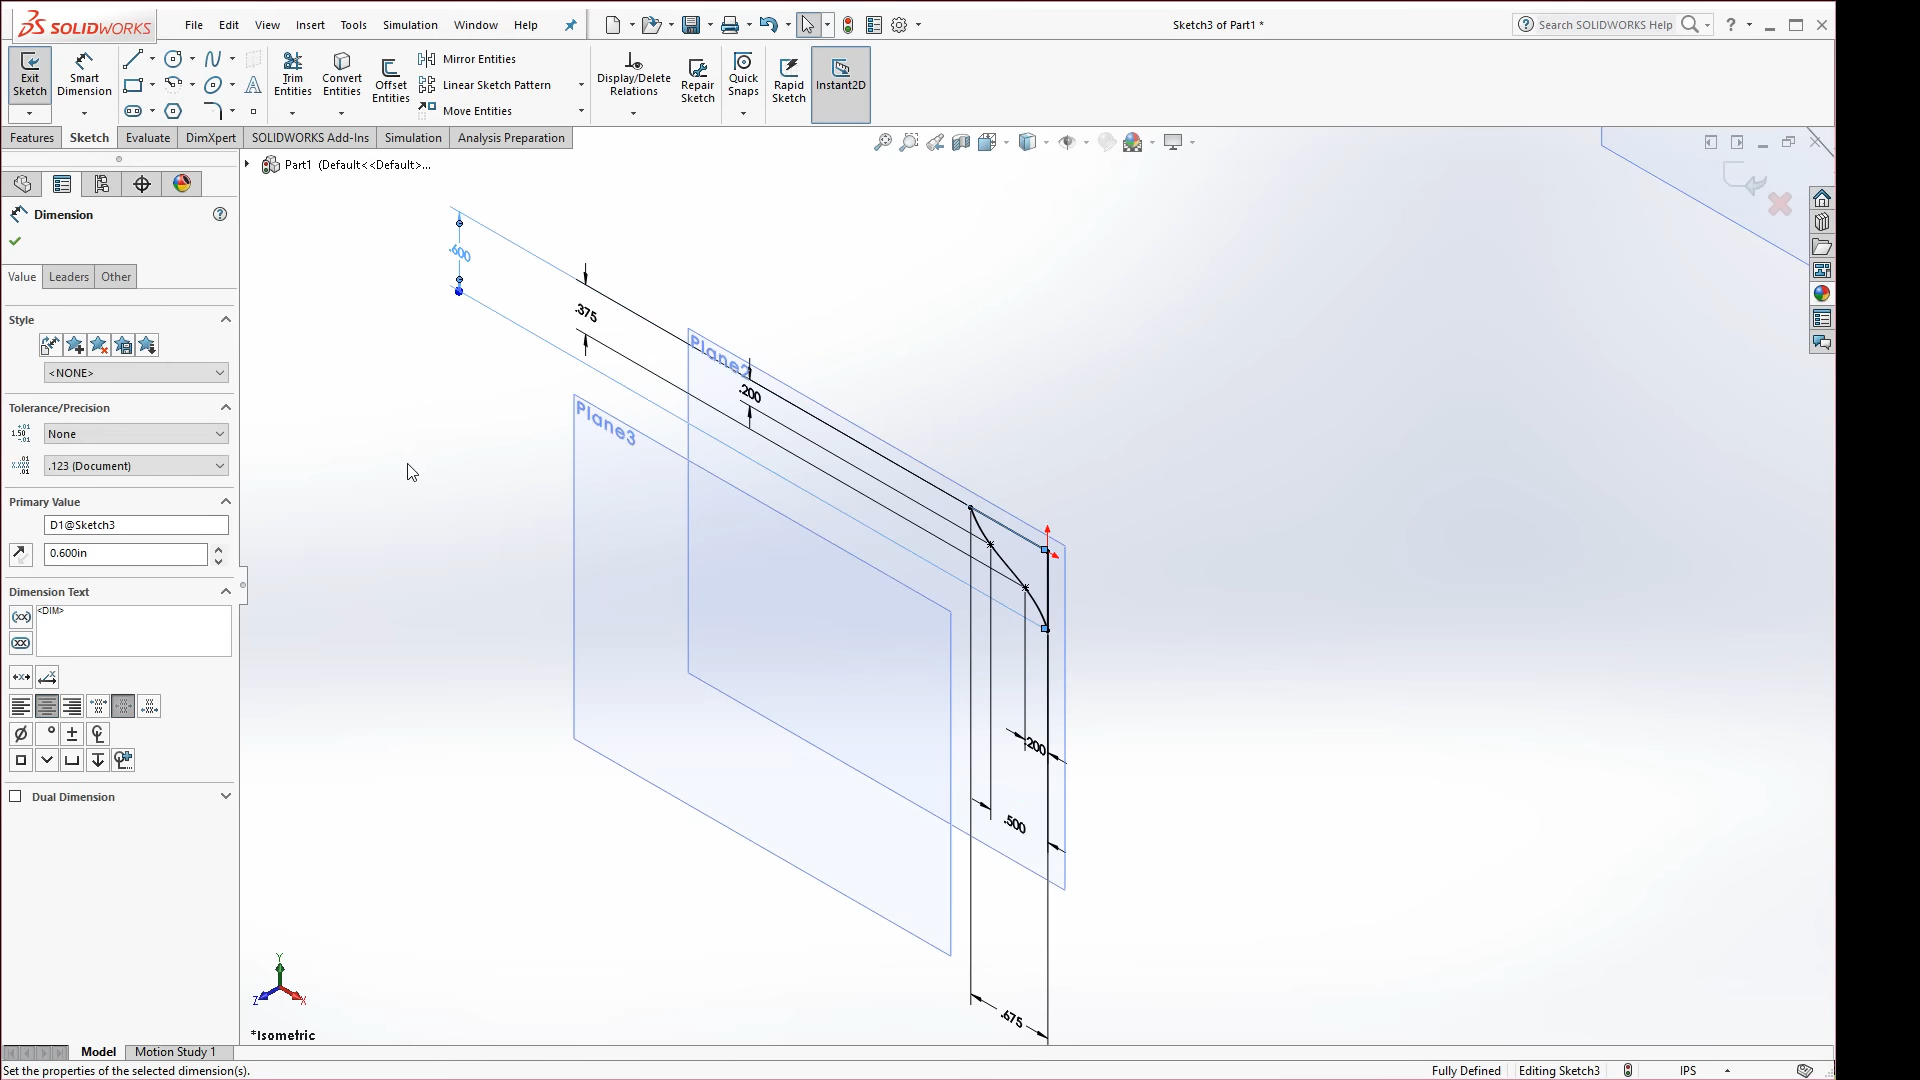 SOLIDWORKS
File Edit View Insert Tools Simulation Window Help
Sketch3 of Part1 *
Search SOLIDWORKS Help
?
Exit Sketch
Smart Dimension
Trim Entities
Convert Entities
Offset Entities
Mirror Entities
Linear Sketch Pattern
Move Entities
Display/Delete Relations
Repair Sketch
Quick Snaps
Rapid Sketch
Instant2D
Features Sketch Evaluate DimXpert SOLIDWORKS Add-Ins Simulation Analysis Preparation
Part1 (Default<<Default>...
Dimension
Value Leaders Other
Style
<NONE>
Tolerance/Precision
None
.123 (Document)
Primary Value
D1@Sketch3
0.600in
Dimension Text
<DIM>
Dual Dimension
.600
.375
Plane2
.200
Plane3
.200
.500
.675
Y
Z
X
*Isometric
Model Motion Study 1
Set the properties of the selected dimension(s).
Fully Defined Editing Sketch3 IPS